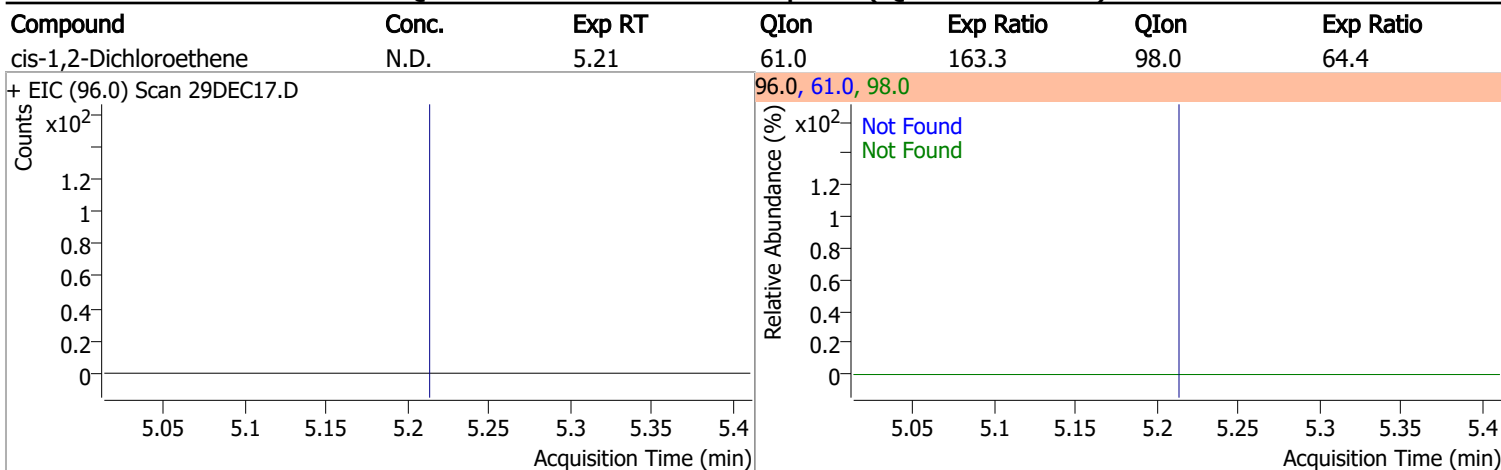 Compound Conc. Exp RT QIon Exp Ratio QIon Exp Ratio
cis-1,2-Dichloroethene N.D. 5.21 61.0 163.3 98.0 64.4
+ EIC (96.0) Scan 29DEC17.D
Counts
x10²
1.2
1
0.8
0.6
0.4
0.2
0
5.05 5.1 5.15 5.2 5.25 5.3 5.35 5.4
Acquisition Time (min)
96.0, 61.0, 98.0
Relative Abundance (%)
x10²
Not Found
Not Found
1.2
1
0.8
0.6
0.4
0.2
0
5.05 5.1 5.15 5.2 5.25 5.3 5.35 5.4
Acquisition Time (min)